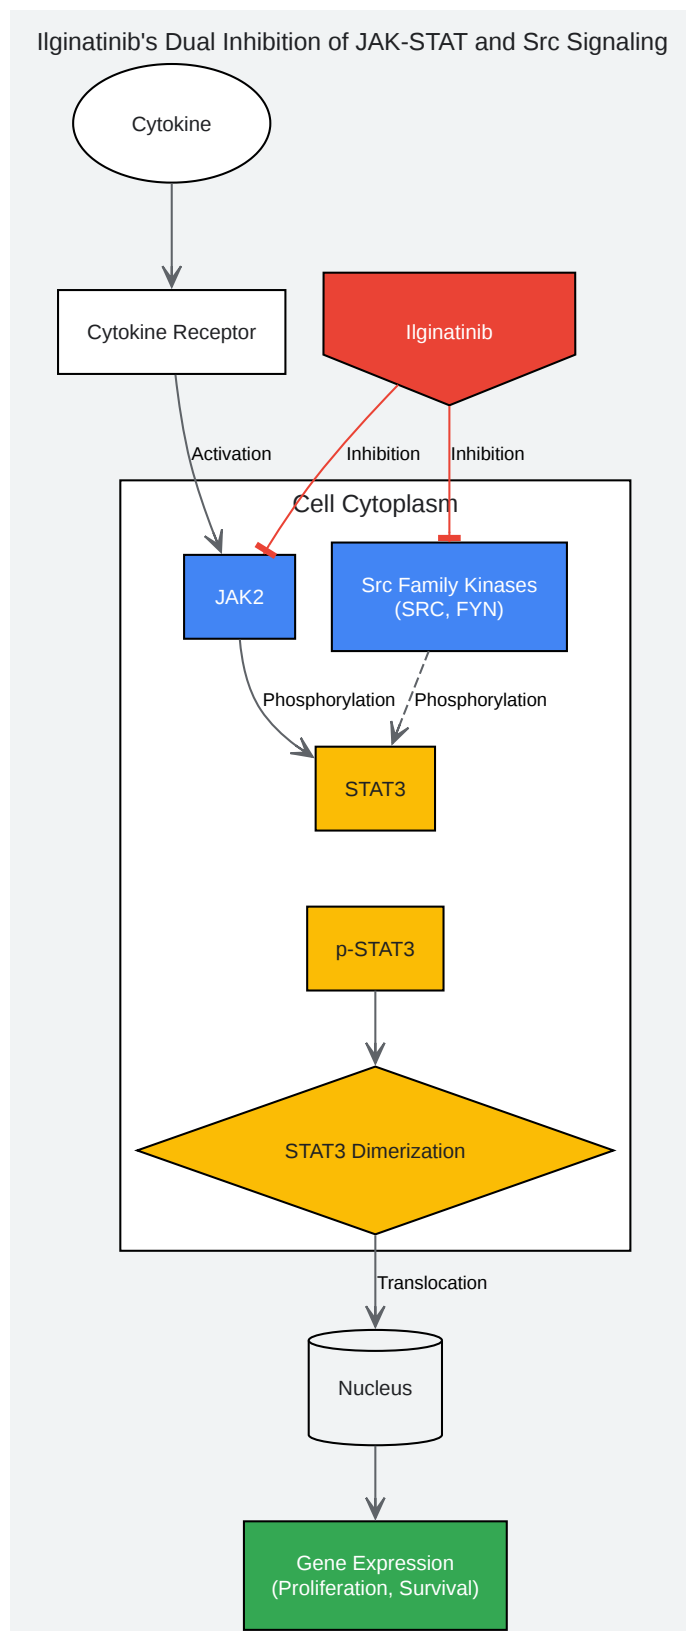 Ilginatinib's Dual Inhibition of JAK-STAT and Src Signaling
Cytokine
Cytokine Receptor
Ilginatinib
Activation
Inhibition
Inhibition
Cell Cytoplasm
JAK2
Src Family Kinases
(SRC, FYN)
Phosphorylation
Phosphorylation
STAT3
p-STAT3
STAT3 Dimerization
Translocation
Nucleus
Gene Expression
(Proliferation, Survival)